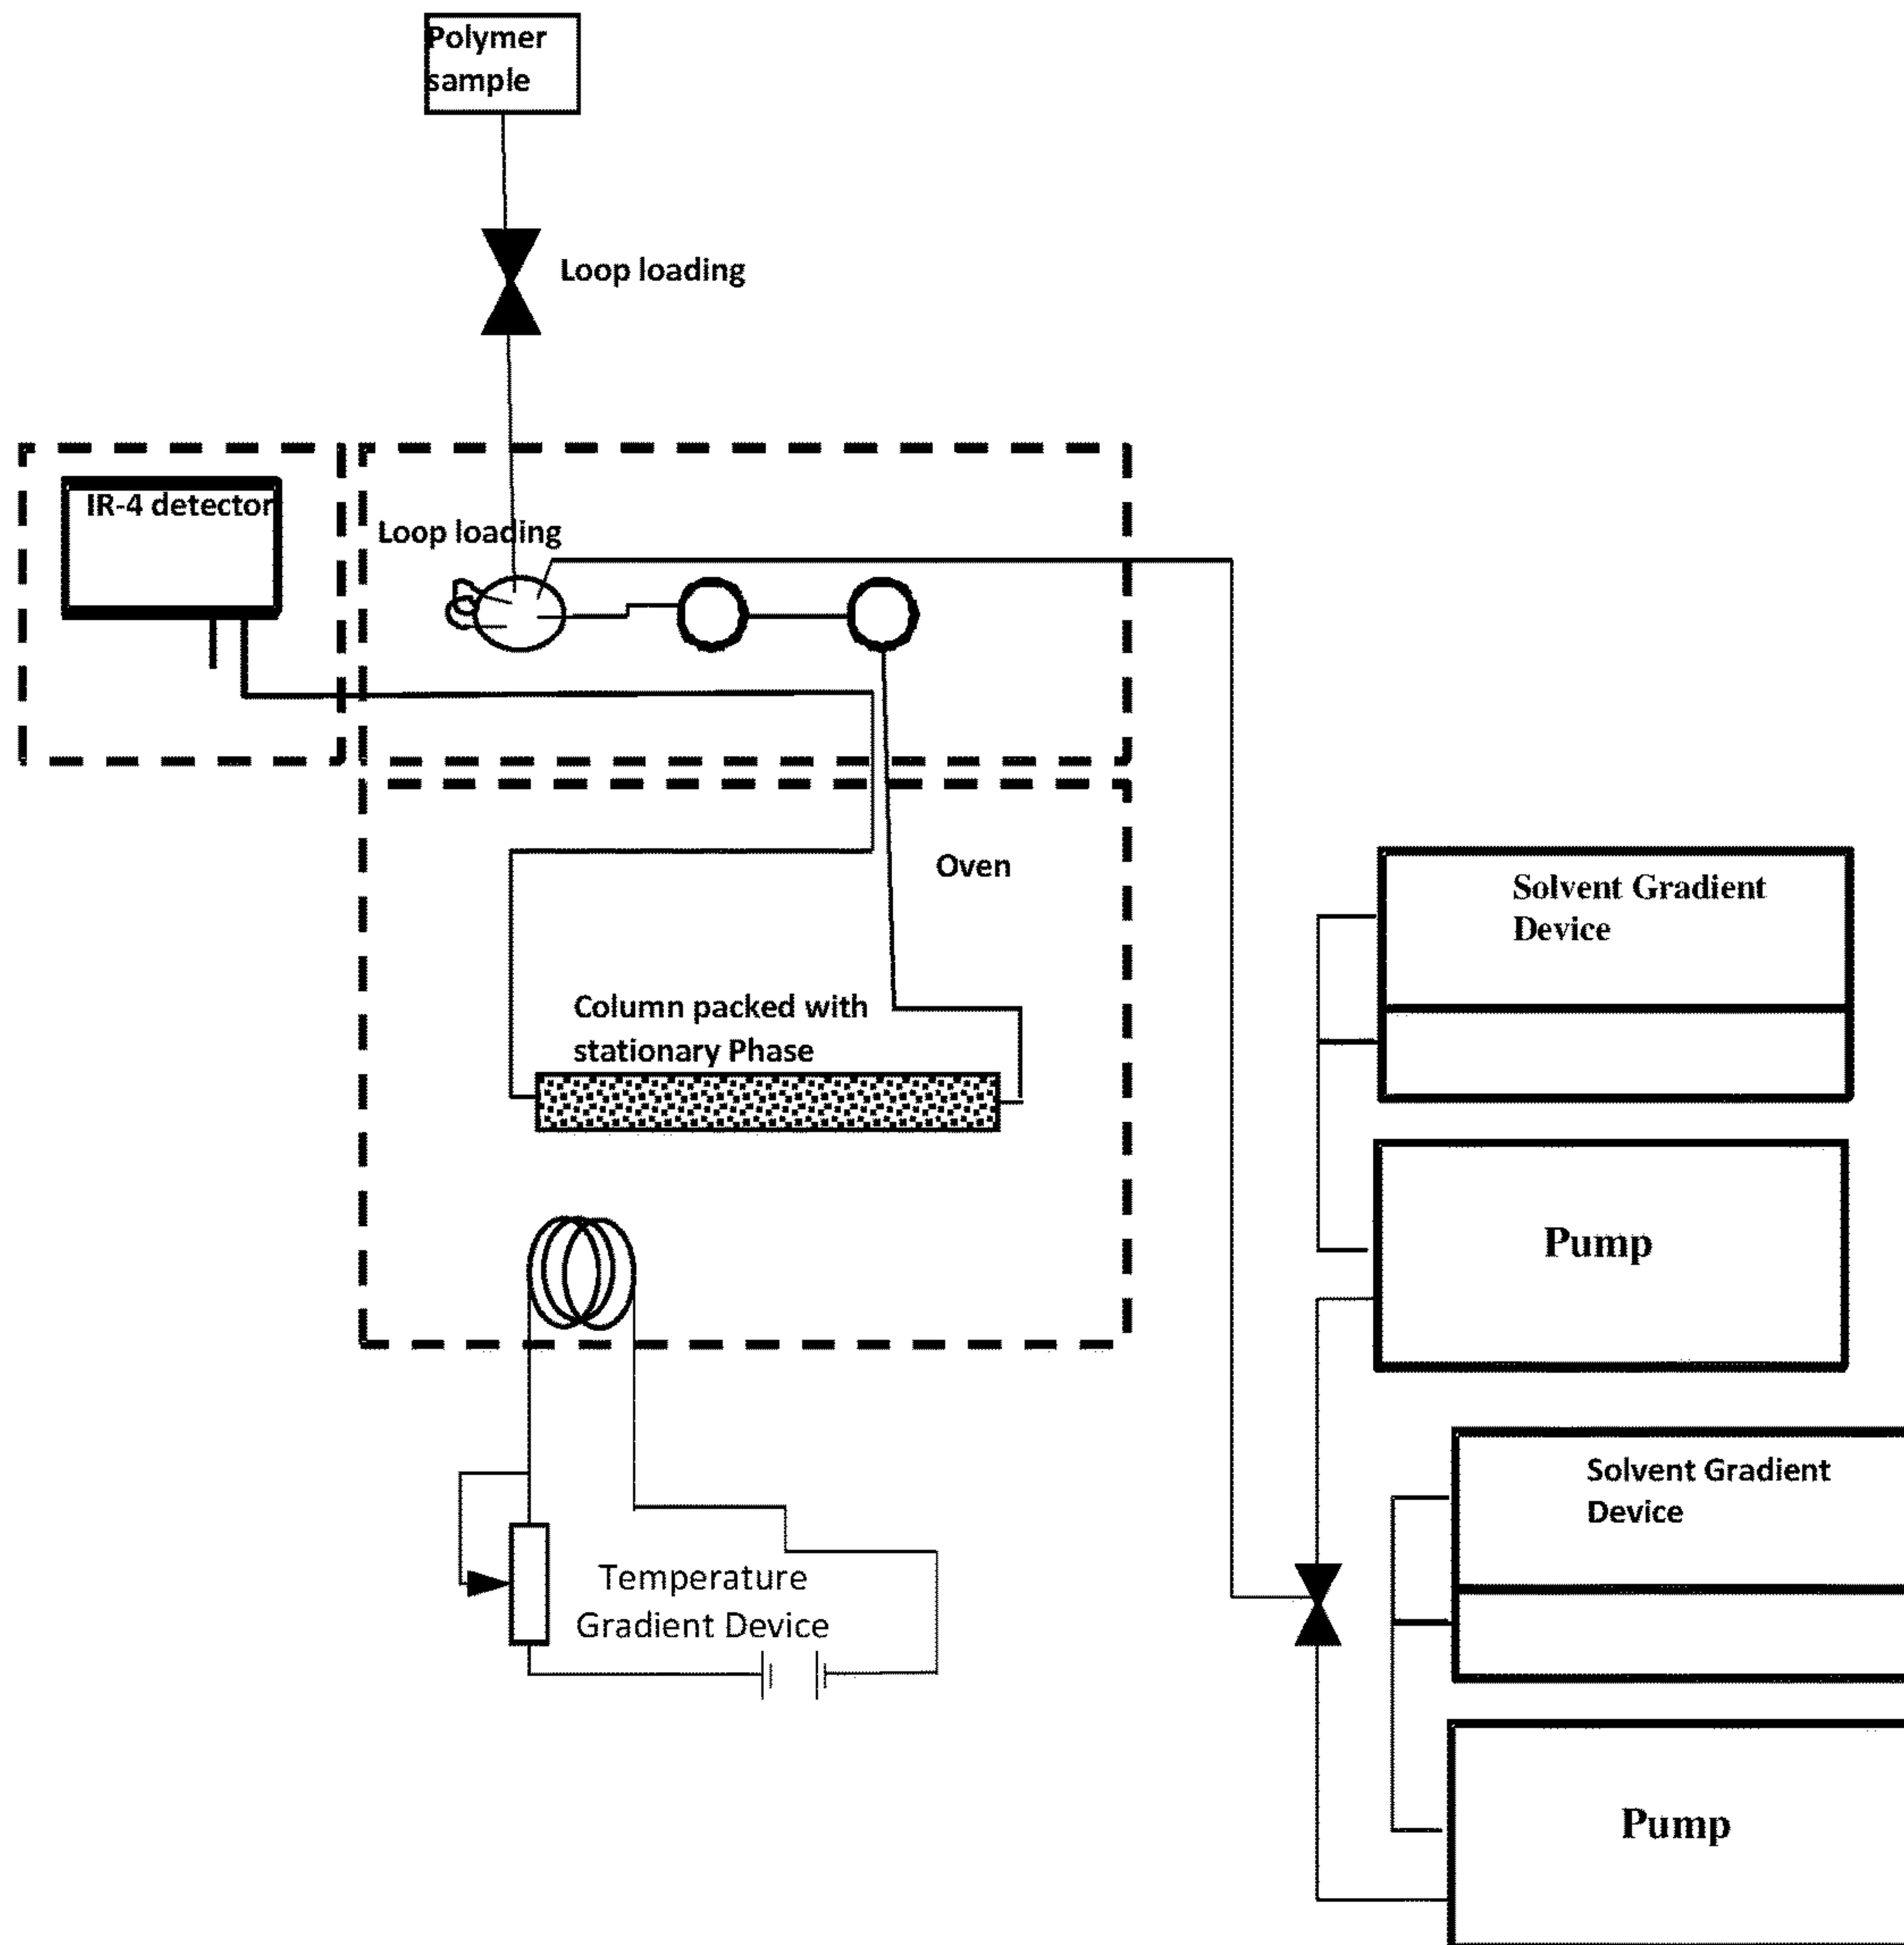 Polymer
sample
Loop loading
IR-4 detector
Loop loading
Oven
Column packed with
stationary Phase
Solvent Gradient
Device
Pump
Solvent Gradient
Device
Temperature
Gradient Device
Pump